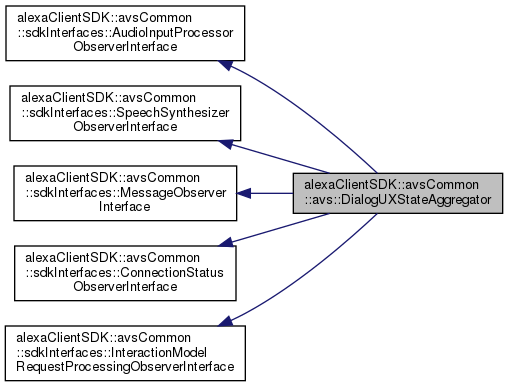 alexaClientSDK::avsCommon
::sdkInterfaces::AudioInputProcessor
ObserverInterface
alexaClientSDK::avsCommon
::sdkInterfaces::SpeechSynthesizer
ObserverInterface
alexaClientSDK::avsCommon
::sdkInterfaces::MessageObserver
Interface
alexaClientSDK::avsCommon
::sdkInterfaces::ConnectionStatus
ObserverInterface
alexaClientSDK::avsCommon
::sdkInterfaces::InteractionModel
RequestProcessingObserverInterface
alexaClientSDK::avsCommon
::avs::DialogUXStateAggregator